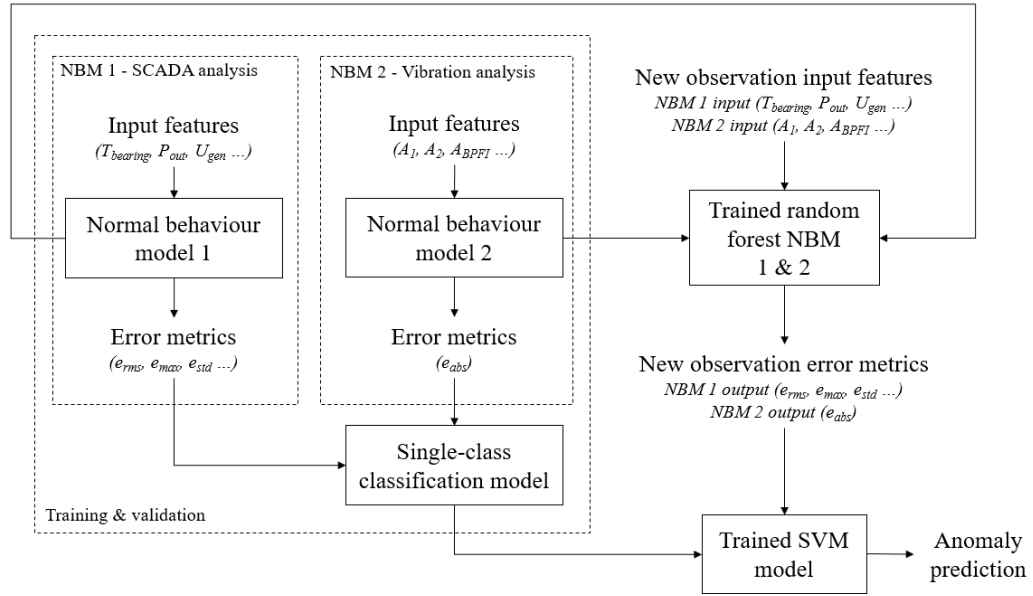 NBM 1 - SCADA analysis
Input features
(T_bearing, P_out, U_gen ...)
Normal behaviour
model 1
Error metrics
(e_rms, e_max, e_std ...)
NBM 2 - Vibration analysis
Input features
(A_1, A_2, A_BPFI ...)
Normal behaviour
model 2
Error metrics
(e_abs)
Single-class
classification model
Training & validation
New observation input features
NBM 1 input (T_bearing, P_out, U_gen ...)
NBM 2 input (A_1, A_2, A_BPFI ...)
Trained random
forest NBM
1 & 2
New observation error metrics
NBM 1 output (e_rms, e_max, e_std ...)
NBM 2 output (e_abs)
Trained SVM
model
Anomaly
prediction